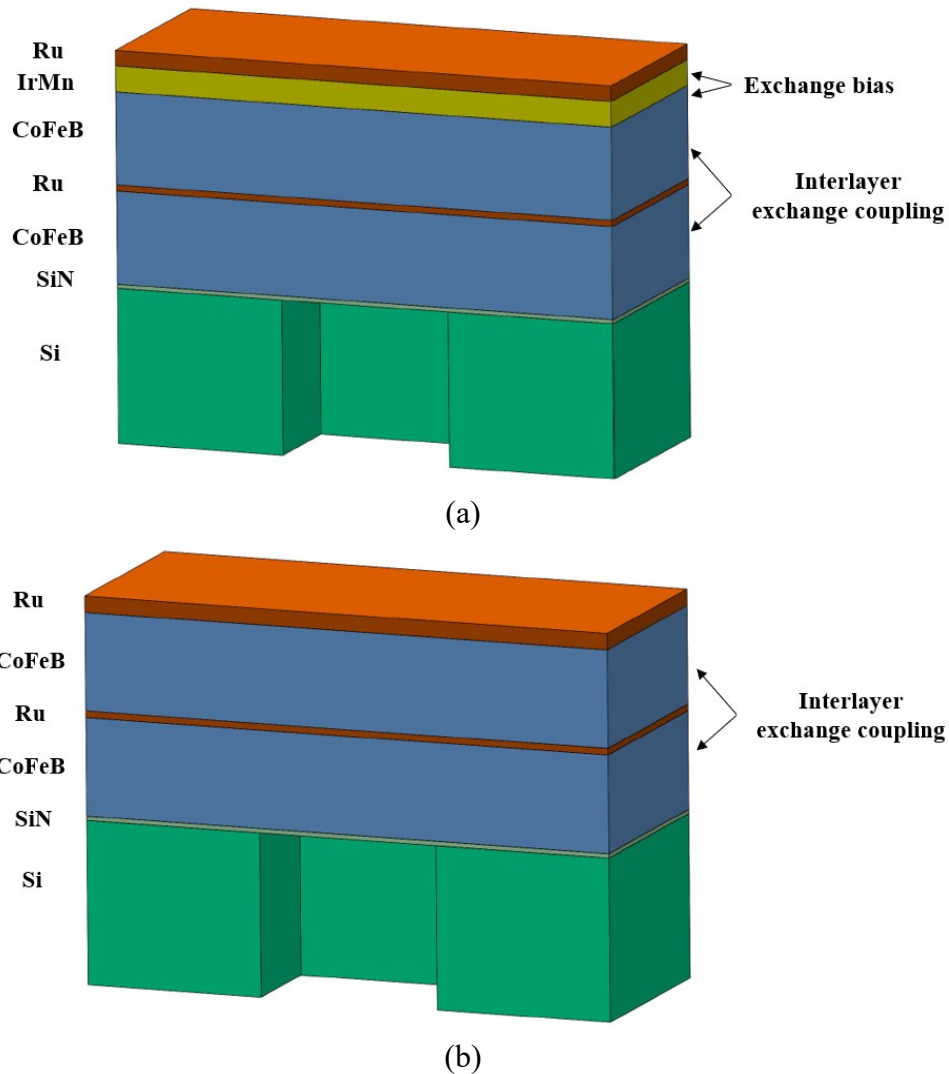 Ru
IrMn
CoFeB
Ru
CoFeB
SiN
Si
Exchange bias
Interlayer
exchange coupling
(a)
Ru
CoFeB
Ru
CoFeB
SiN
Si
Interlayer
exchange coupling
(b)